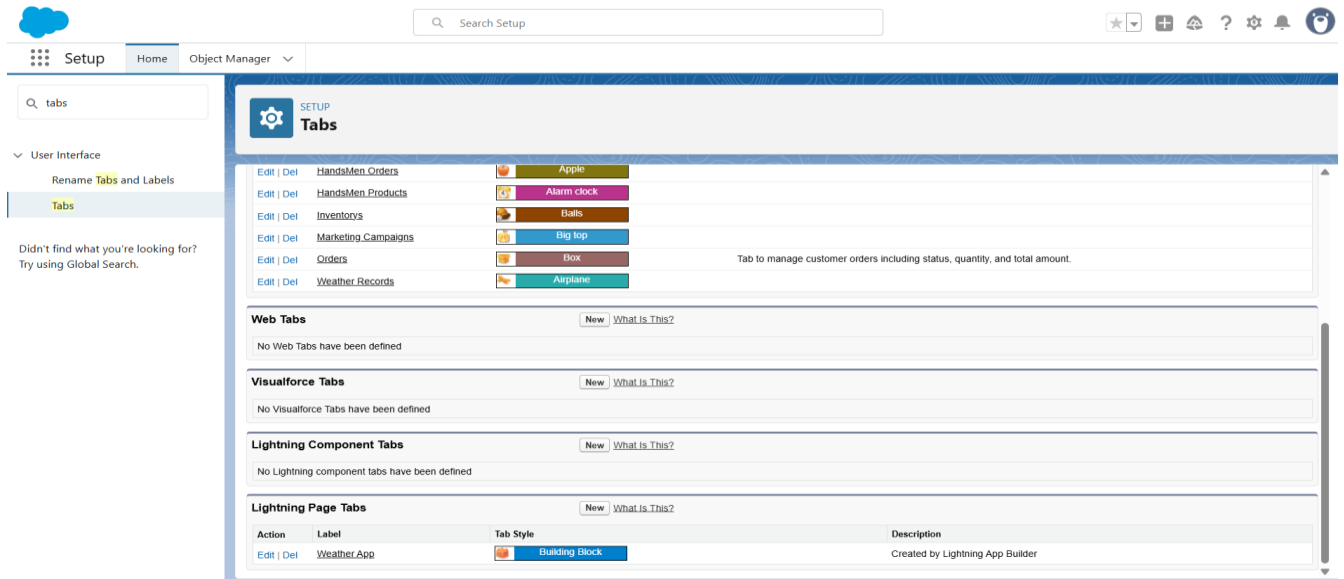 Search Setup
Setup Home Object Manager
tabs
User Interface
Rename Tabs and Labels
Tabs
Didn't find what you're looking for?
Try using Global Search.
SETUP
Tabs
Edit | Del HandsMen Orders Apple
Edit | Del HandsMen Products Alarm clock
Edit | Del Inventorys Balls
Edit | Del Marketing Campaigns Big top
Edit | Del Orders Box Tab to manage customer orders including status, quantity, and total amount.
Edit | Del Weather Records Airplane
Web Tabs New What Is This?
No Web Tabs have been defined
Visualforce Tabs New What Is This?
No Visualforce Tabs have been defined
Lightning Component Tabs New What Is This?
No Lightning component tabs have been defined
Lightning Page Tabs New What Is This?
Action Label Tab Style Description
Edit | Del Weather App Building Block Created by Lightning App Builder